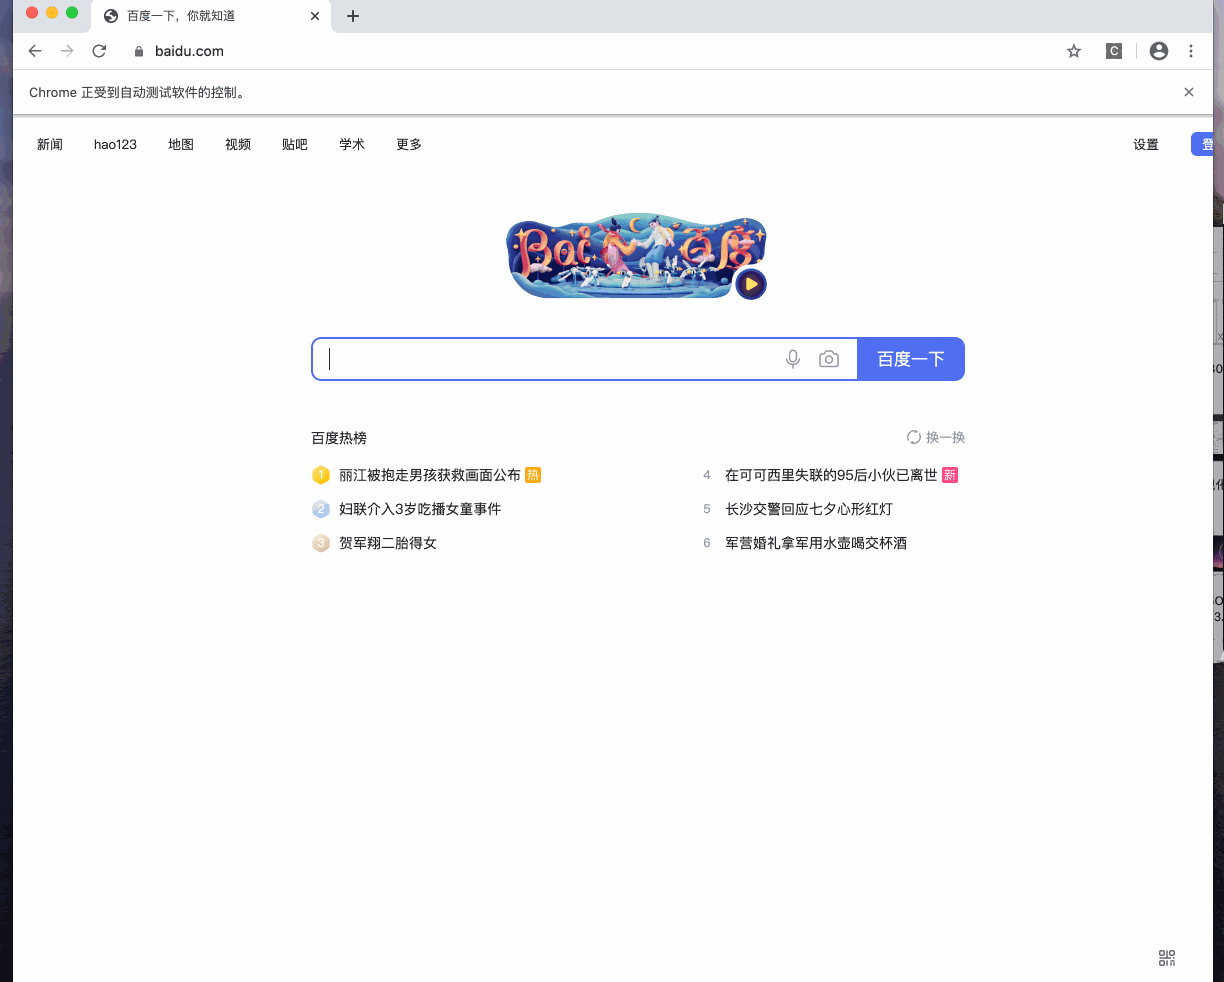 百度一下，你就知道
baidu.com
C
Chrome 正受到自动测试软件的控制。
新闻 hao123 地图 视频 贴吧 学术 更多 设置 登
Bai 百度
百度一下
百度热榜 换一换
1 丽江被抱走男孩获救画面公布 热
2 妇联介入3岁吃播女童事件
3 贺军翔二胎得女
4 在可可西里失联的95后小伙已离世 新
5 长沙交警回应七夕心形红灯
6 军营婚礼拿军用水壶喝交杯酒